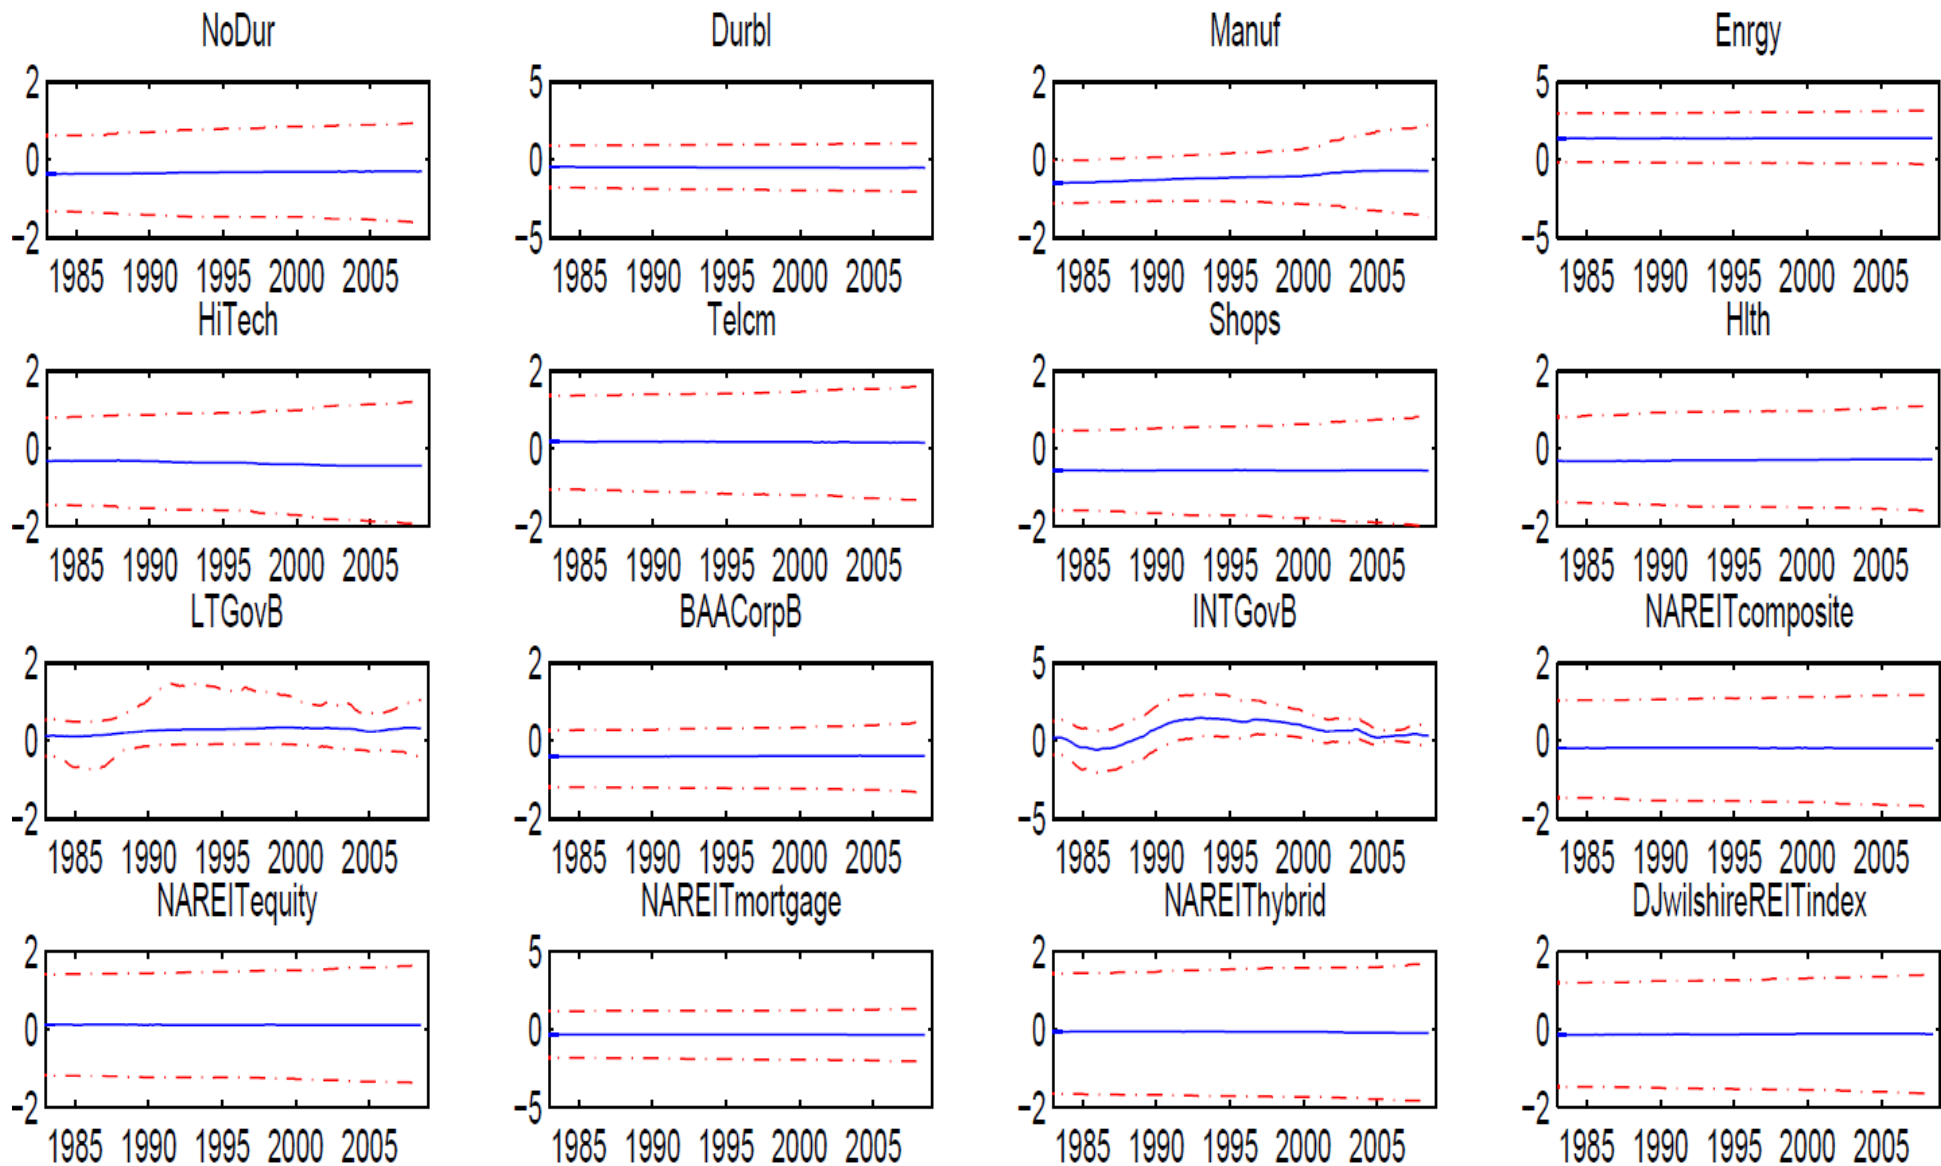 NoDur Durbl Manuf Enrgy
2 5 2 5
0 0 0 0
−2 −5 −2 −5
1985 1990 1995 2000 2005 1985 1990 1995 2000 2005 1985 1990 1995 2000 2005 1985 1990 1995 2000 2005
HiTech Telcm Shops Hlth
2 2 2 2
0 0 0 0
−2 −2 −2 −2
1985 1990 1995 2000 2005 1985 1990 1995 2000 2005 1985 1990 1995 2000 2005 1985 1990 1995 2000 2005
LTGovB BAACorpB INTGovB NAREITcomposite
2 2 5 2
0 0 0 0
−2 −2 −5 −2
1985 1990 1995 2000 2005 1985 1990 1995 2000 2005 1985 1990 1995 2000 2005 1985 1990 1995 2000 2005
NAREITequity NAREITmortgage NAREIThybrid DJwilshireREITindex
2 5 2 2
0 0 0 0
−2 −5 −2 −2
1985 1990 1995 2000 2005 1985 1990 1995 2000 2005 1985 1990 1995 2000 2005 1985 1990 1995 2000 2005